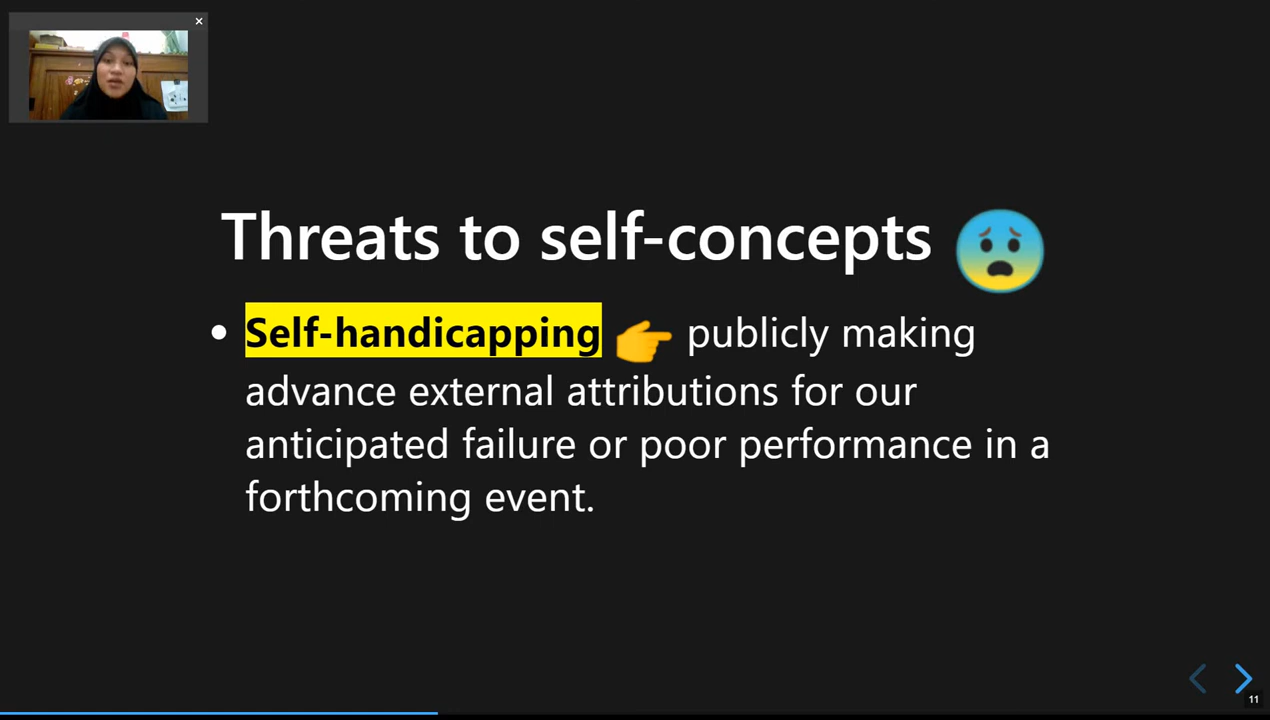 Threats to self-concepts 😰
• Self-handicapping 👉 publicly making
advance external attributions for our
anticipated failure or poor performance in a
forthcoming event.
11